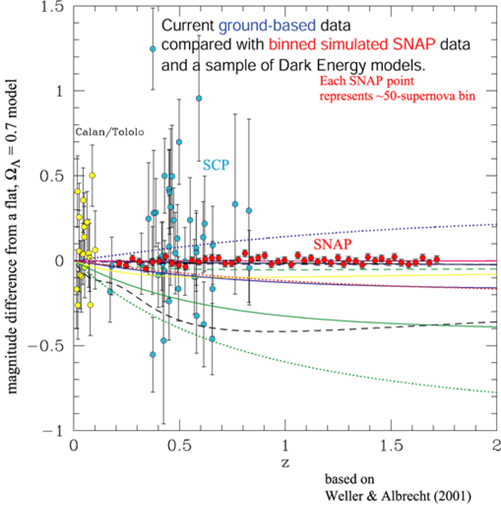 Current ground-based data
compared with binned simulated SNAP data
and a sample of Dark Energy models.
Each SNAP point
represents ~50-supernova bin
Calan/Tololo
SCP
SNAP
magnitude difference from a flat, Ω_Λ = 0.7 model
1.5
1
0.5
0
−0.5
−1
0
0.5
1
1.5
2
z
based on
Weller & Albrecht (2001)